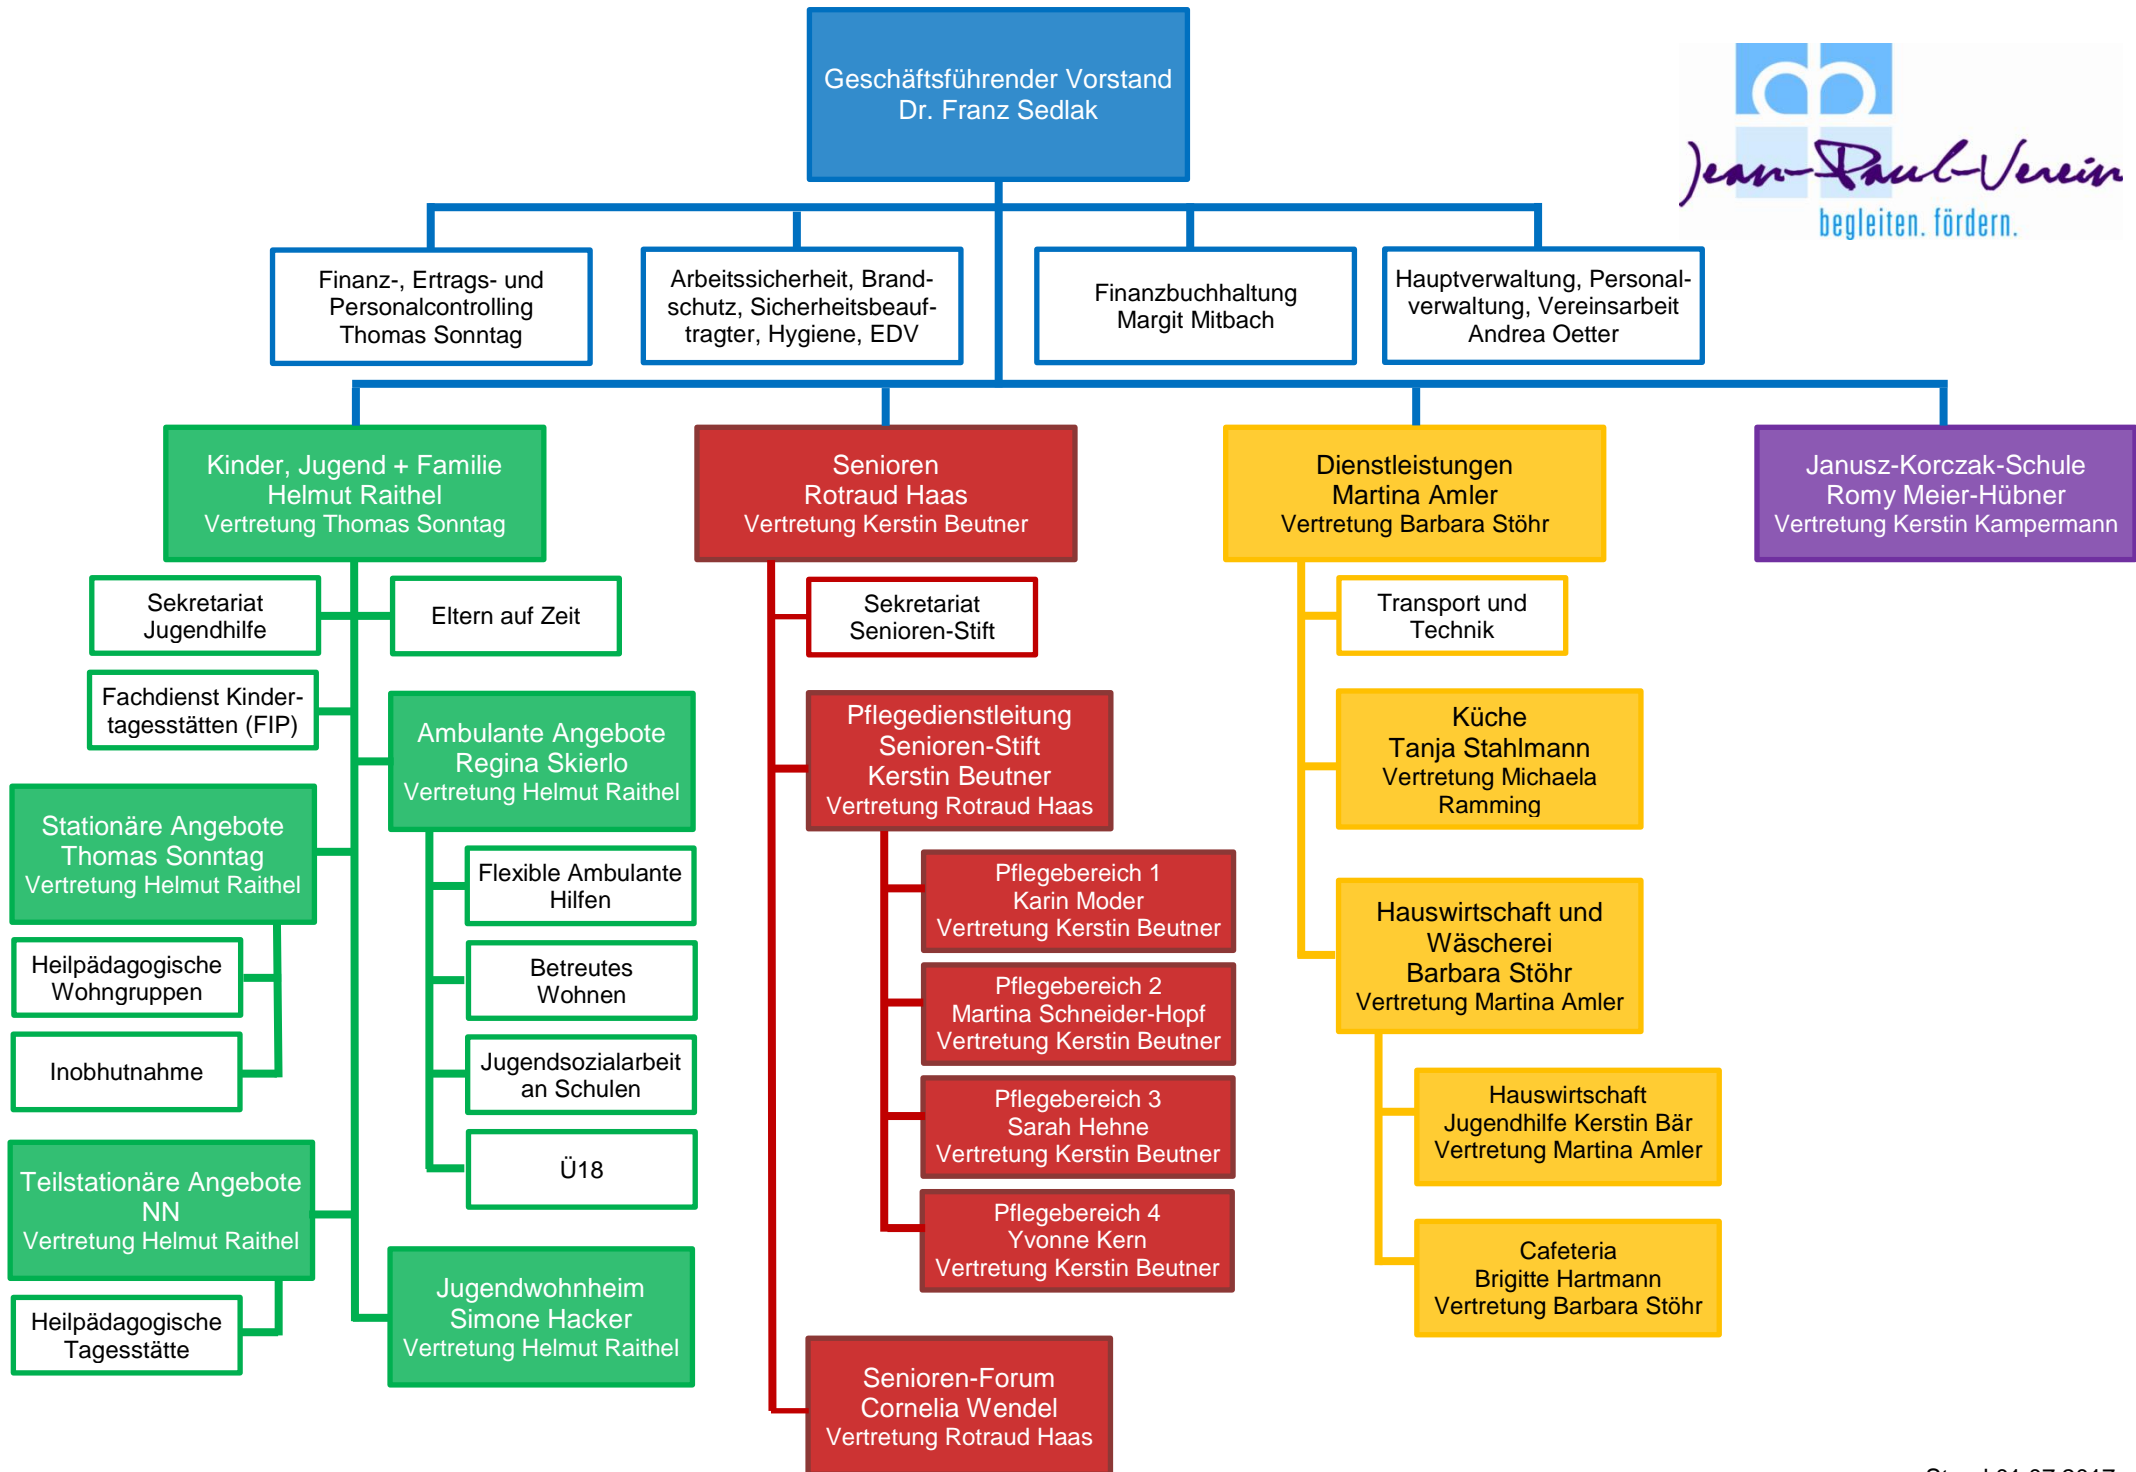 Geschäftsführender Vorstand
Dr. Franz Sedlak
Jean-Paul-Verein
begleiten. fördern.
Finanz-, Ertrags- und
Personalcontrolling
Thomas Sonntag
Arbeitssicherheit, Brand-
schutz, Sicherheitsbeauf-
tragter, Hygiene, EDV
Finanzbuchhaltung
Margit Mitbach
Hauptverwaltung, Personal-
verwaltung, Vereinsarbeit
Andrea Oetter
Kinder, Jugend + Familie
Helmut Raithel
Vertretung Thomas Sonntag
Sekretariat
Jugendhilfe
Eltern auf Zeit
Fachdienst Kinder-
tagesstätten (FIP)
Ambulante Angebote
Regina Skierlo
Vertretung Helmut Raithel
Flexible Ambulante
Hilfen
Betreutes
Wohnen
Jugendsozialarbeit
an Schulen
Ü18
Stationäre Angebote
Thomas Sonntag
Vertretung Helmut Raithel
Heilpädagogische
Wohngruppen
Inobhutnahme
Teilstationäre Angebote
NN
Vertretung Helmut Raithel
Heilpädagogische
Tagesstätte
Jugendwohnheim
Simone Hacker
Vertretung Helmut Raithel
Senioren
Rotraud Haas
Vertretung Kerstin Beutner
Sekretariat
Senioren-Stift
Pflegedienstleitung
Senioren-Stift
Kerstin Beutner
Vertretung Rotraud Haas
Pflegebereich 1
Karin Moder
Vertretung Kerstin Beutner
Pflegebereich 2
Martina Schneider-Hopf
Vertretung Kerstin Beutner
Pflegebereich 3
Sarah Hehne
Vertretung Kerstin Beutner
Pflegebereich 4
Yvonne Kern
Vertretung Kerstin Beutner
Senioren-Forum
Cornelia Wendel
Vertretung Rotraud Haas
Dienstleistungen
Martina Amler
Vertretung Barbara Stöhr
Transport und
Technik
Küche
Tanja Stahlmann
Vertretung Michaela
Ramming
Hauswirtschaft und
Wäscherei
Barbara Stöhr
Vertretung Martina Amler
Hauswirtschaft
Jugendhilfe Kerstin Bär
Vertretung Martina Amler
Cafeteria
Brigitte Hartmann
Vertretung Barbara Stöhr
Janusz-Korczak-Schule
Romy Meier-Hübner
Vertretung Kerstin Kampermann
Stand 01.07.2017